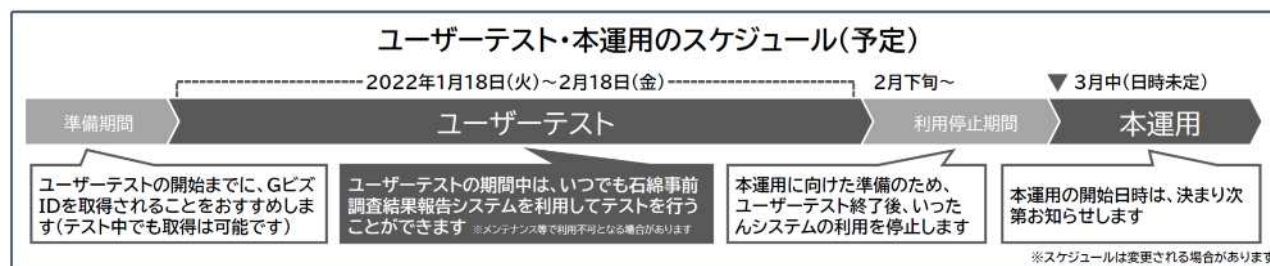 ユーザーテスト・本運用のスケジュール(予定)
2022年1月18日(火)～2月18日(金)
2月下旬～
▼ 3月中(日時未定)
準備期間
ユーザーテスト
利用停止期間
本運用
ユーザーテストの開始までに、Gビズ
IDを取得されることをおすすめしま
す(テスト中でも取得は可能です)
ユーザーテストの期間中は、いつでも石綿事前
調査結果報告システムを利用してテストを行う
ことができます ※メンテナンス等で利用不可となる場合があります
本運用に向けた準備のため、
ユーザーテスト終了後、いった
んシステムの利用を停止します
本運用の開始日時は、決まり次
第お知らせします
※スケジュールは変更される場合があります